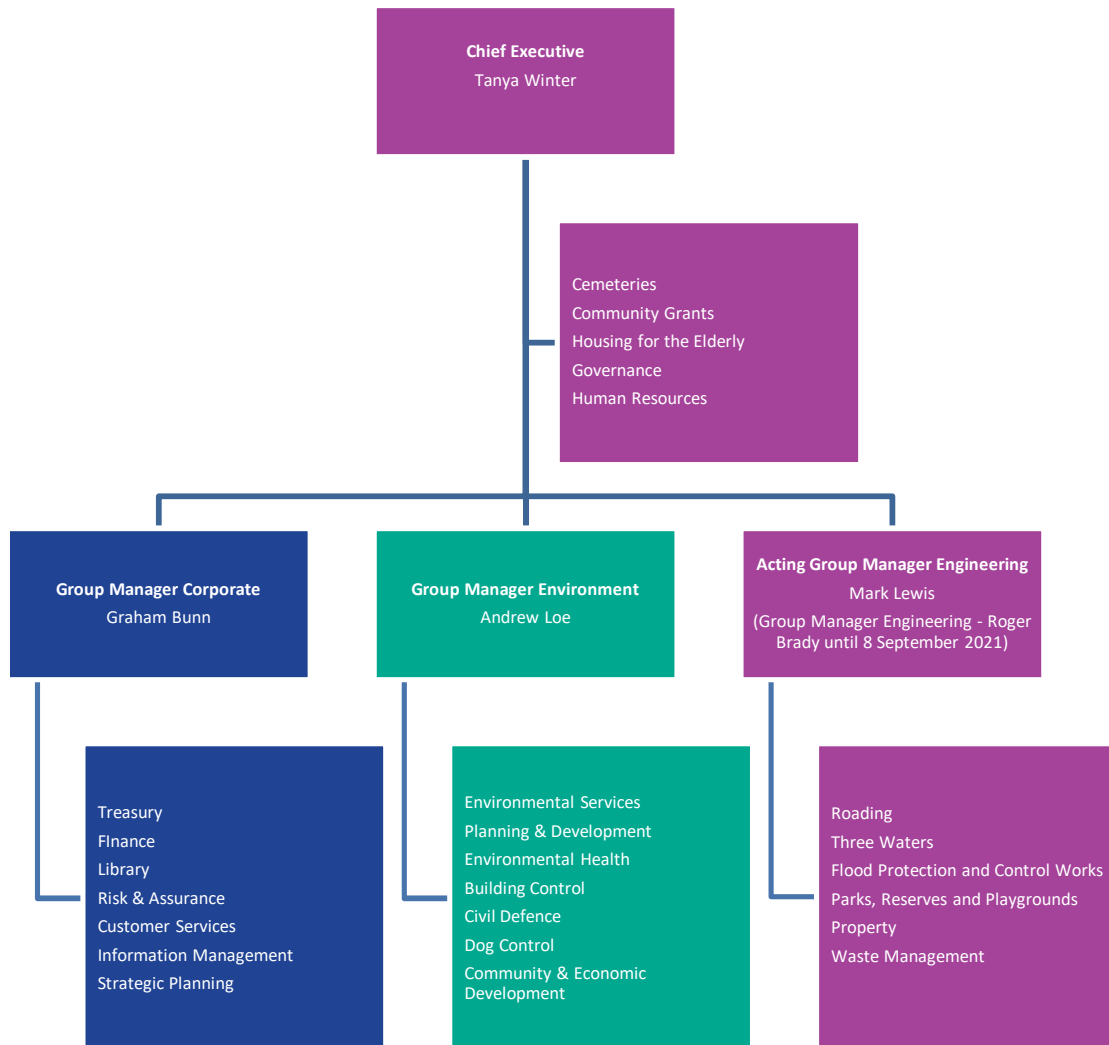 Chief Executive
Tanya Winter
Cemeteries
Community Grants
Housing for the Elderly
Governance
Human Resources
Group Manager Corporate
Graham Bunn
Group Manager Environment
Andrew Loe
Acting Group Manager Engineering
Mark Lewis
(Group Manager Engineering - Roger
Brady until 8 September 2021)
Treasury
FInance
Library
Risk & Assurance
Customer Services
Information Management
Strategic Planning
Environmental Services
Planning & Development
Environmental Health
Building Control
Civil Defence
Dog Control
Community & Economic
Development
Roading
Three Waters
Flood Protection and Control Works
Parks, Reserves and Playgrounds
Property
Waste Management